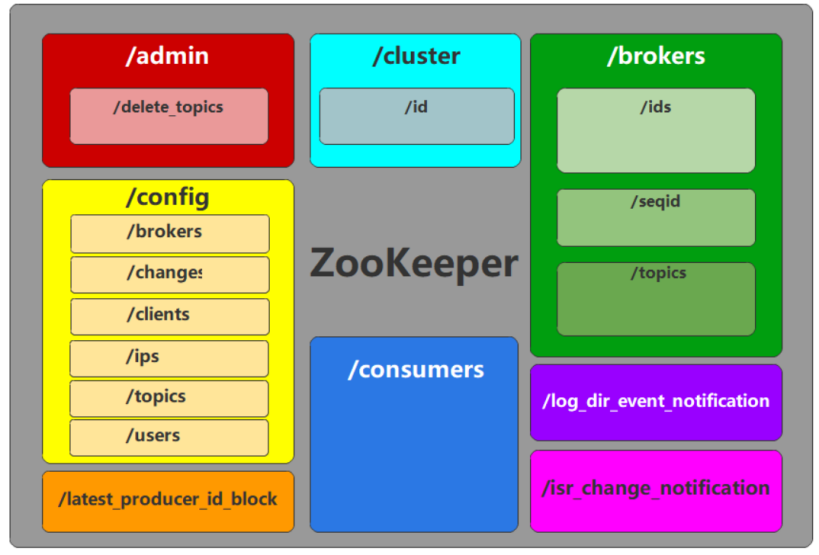 /admin
/delete_topics
/cluster
/id
/brokers
/ids
/seqid
/topics
/config
/brokers
/changes
/clients
/ips
/topics
/users
ZooKeeper
/consumers
/log_dir_event_notification
/isr_change_notification
/latest_producer_id_block